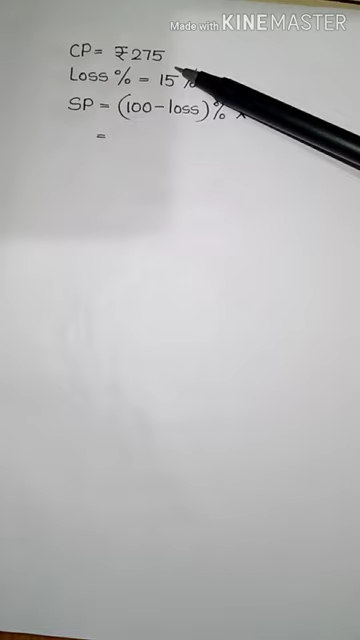 Made with KINEMASTER
CP = ₹275
Loss % = 15%
SP = (100 - loss)% ×
=